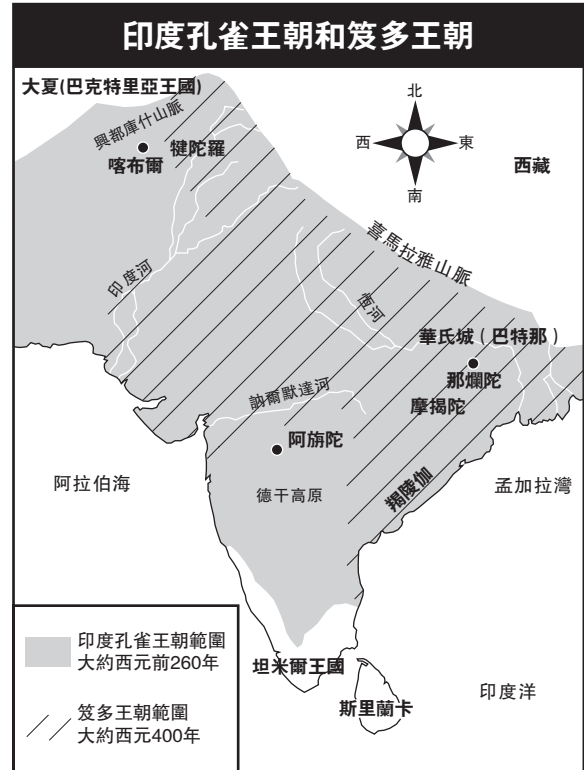 印度孔雀王朝和笈多王朝
大夏(巴克特里亞王國)
興都庫什山脈
喀布爾
犍陀羅
北
西
東
南
西藏
喜馬拉雅山脈
印度河
恆河
華氏城（巴特那）
那爛陀
摩揭陀
訥爾默達河
阿旃陀
阿拉伯海
德干高原
羯陵伽
孟加拉灣
印度孔雀王朝範圍
大約西元前260年
笈多王朝範圍
大約西元400年
坦米爾王國
斯里蘭卡
印度洋